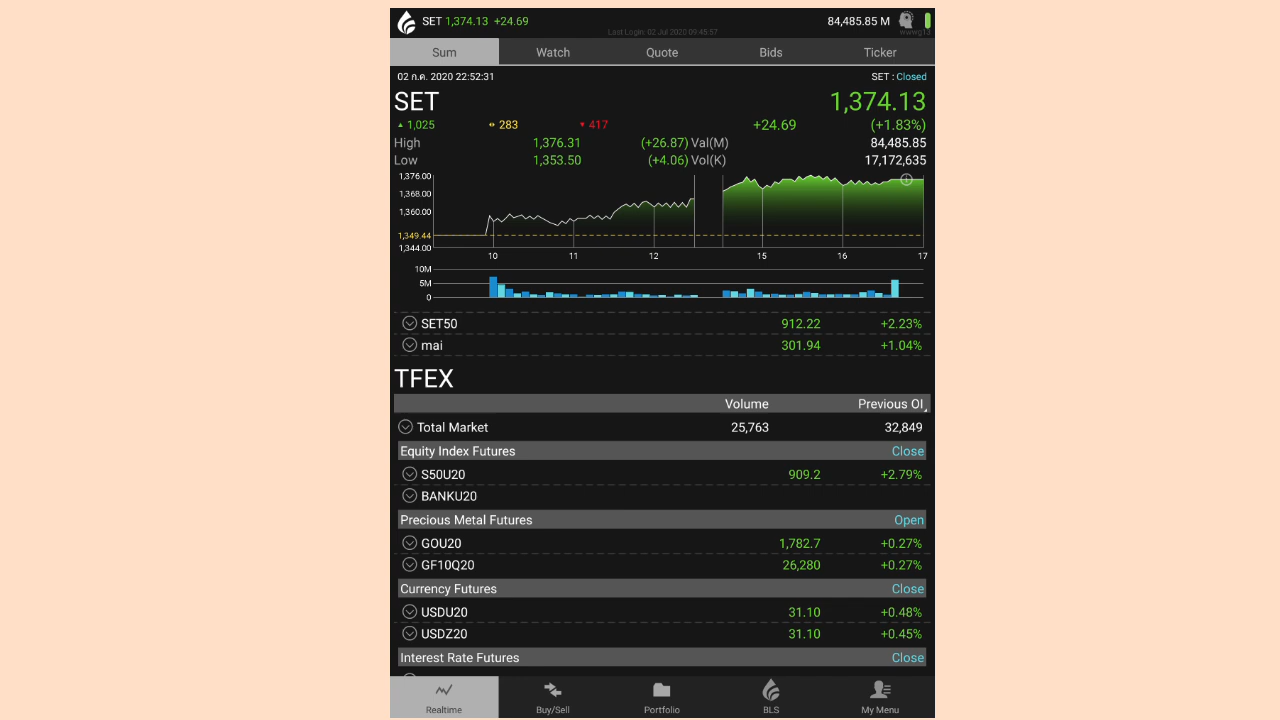 SET 1,374.13 +24.69 84,485.85 M
Last Login: 02 Jul 2020 09:45:57 wwwg13
Sum Watch Quote Bids Ticker
02 ก.ค. 2020 22:52:31 SET : Closed
SET 1,374.13
1,025 283 417 +24.69 (+1.83%)
High 1,376.31 (+26.87) Val(M) 84,485.85
Low 1,353.50 (+4.06) Vol(K) 17,172,635
1,376.00
1,368.00
1,360.00
1,349.44
1,344.00
10 11 12 15 16 17
10M
5M
0
SET50 912.22 +2.23%
mai 301.94 +1.04%
TFEX
Volume Previous OI
Total Market 25,763 32,849
Equity Index Futures Close
S50U20 909.2 +2.79%
BANKU20
Precious Metal Futures Open
GOU20 1,782.7 +0.27%
GF10Q20 26,280 +0.27%
Currency Futures Close
USDU20 31.10 +0.48%
USDZ20 31.10 +0.45%
Interest Rate Futures Close
Realtime Buy/Sell Portfolio BLS My Menu